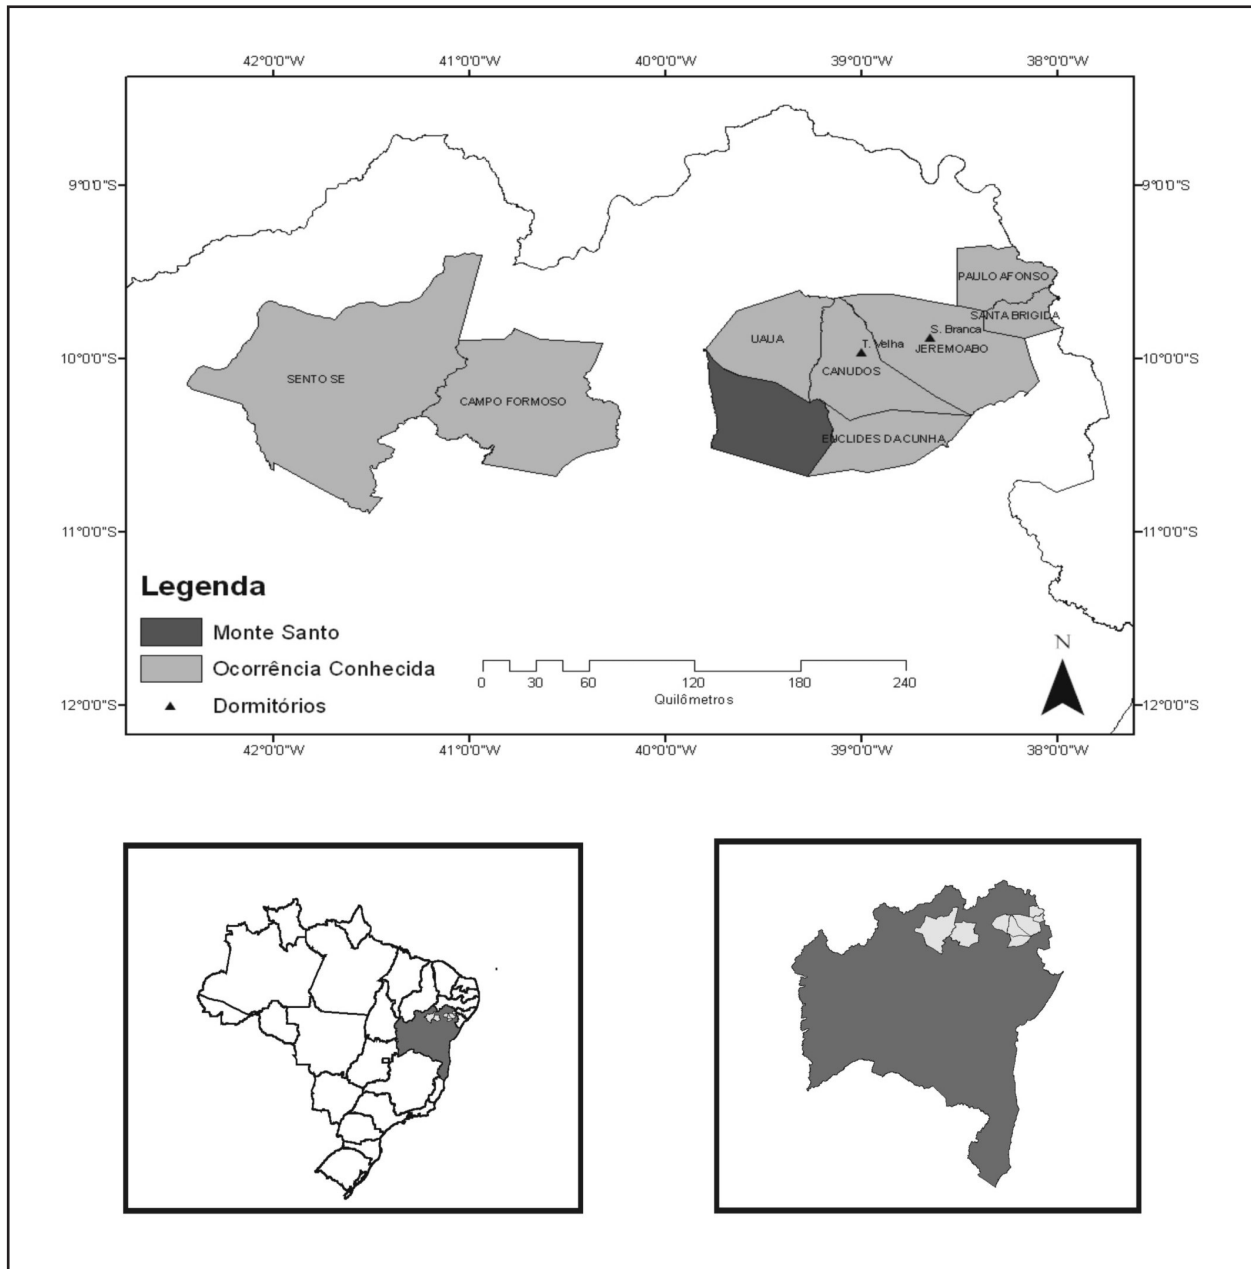 42°0'0"W 41°0'0"W 40°0'0"W 39°0'0"W 38°0'0"W
9°0'0"S 9°0'0"S
PAULO AFONSO
SANTA BRIGIDA
S. Branca
UAUA
T. Velha
JEREMOABO
10°0'0"S 10°0'0"S
CANUDOS
SENTO SE
CAMPO FORMOSO
EUCLIDES DA CUNHA
11°0'0"S 11°0'0"S
Legenda
Monte Santo
Ocorrência Conhecida
Dormitórios
0 30 60 120 180 240
Quilômetros
N
12°0'0"S 12°0'0"S
42°0'0"W 41°0'0"W 40°0'0"W 39°0'0"W 38°0'0"W